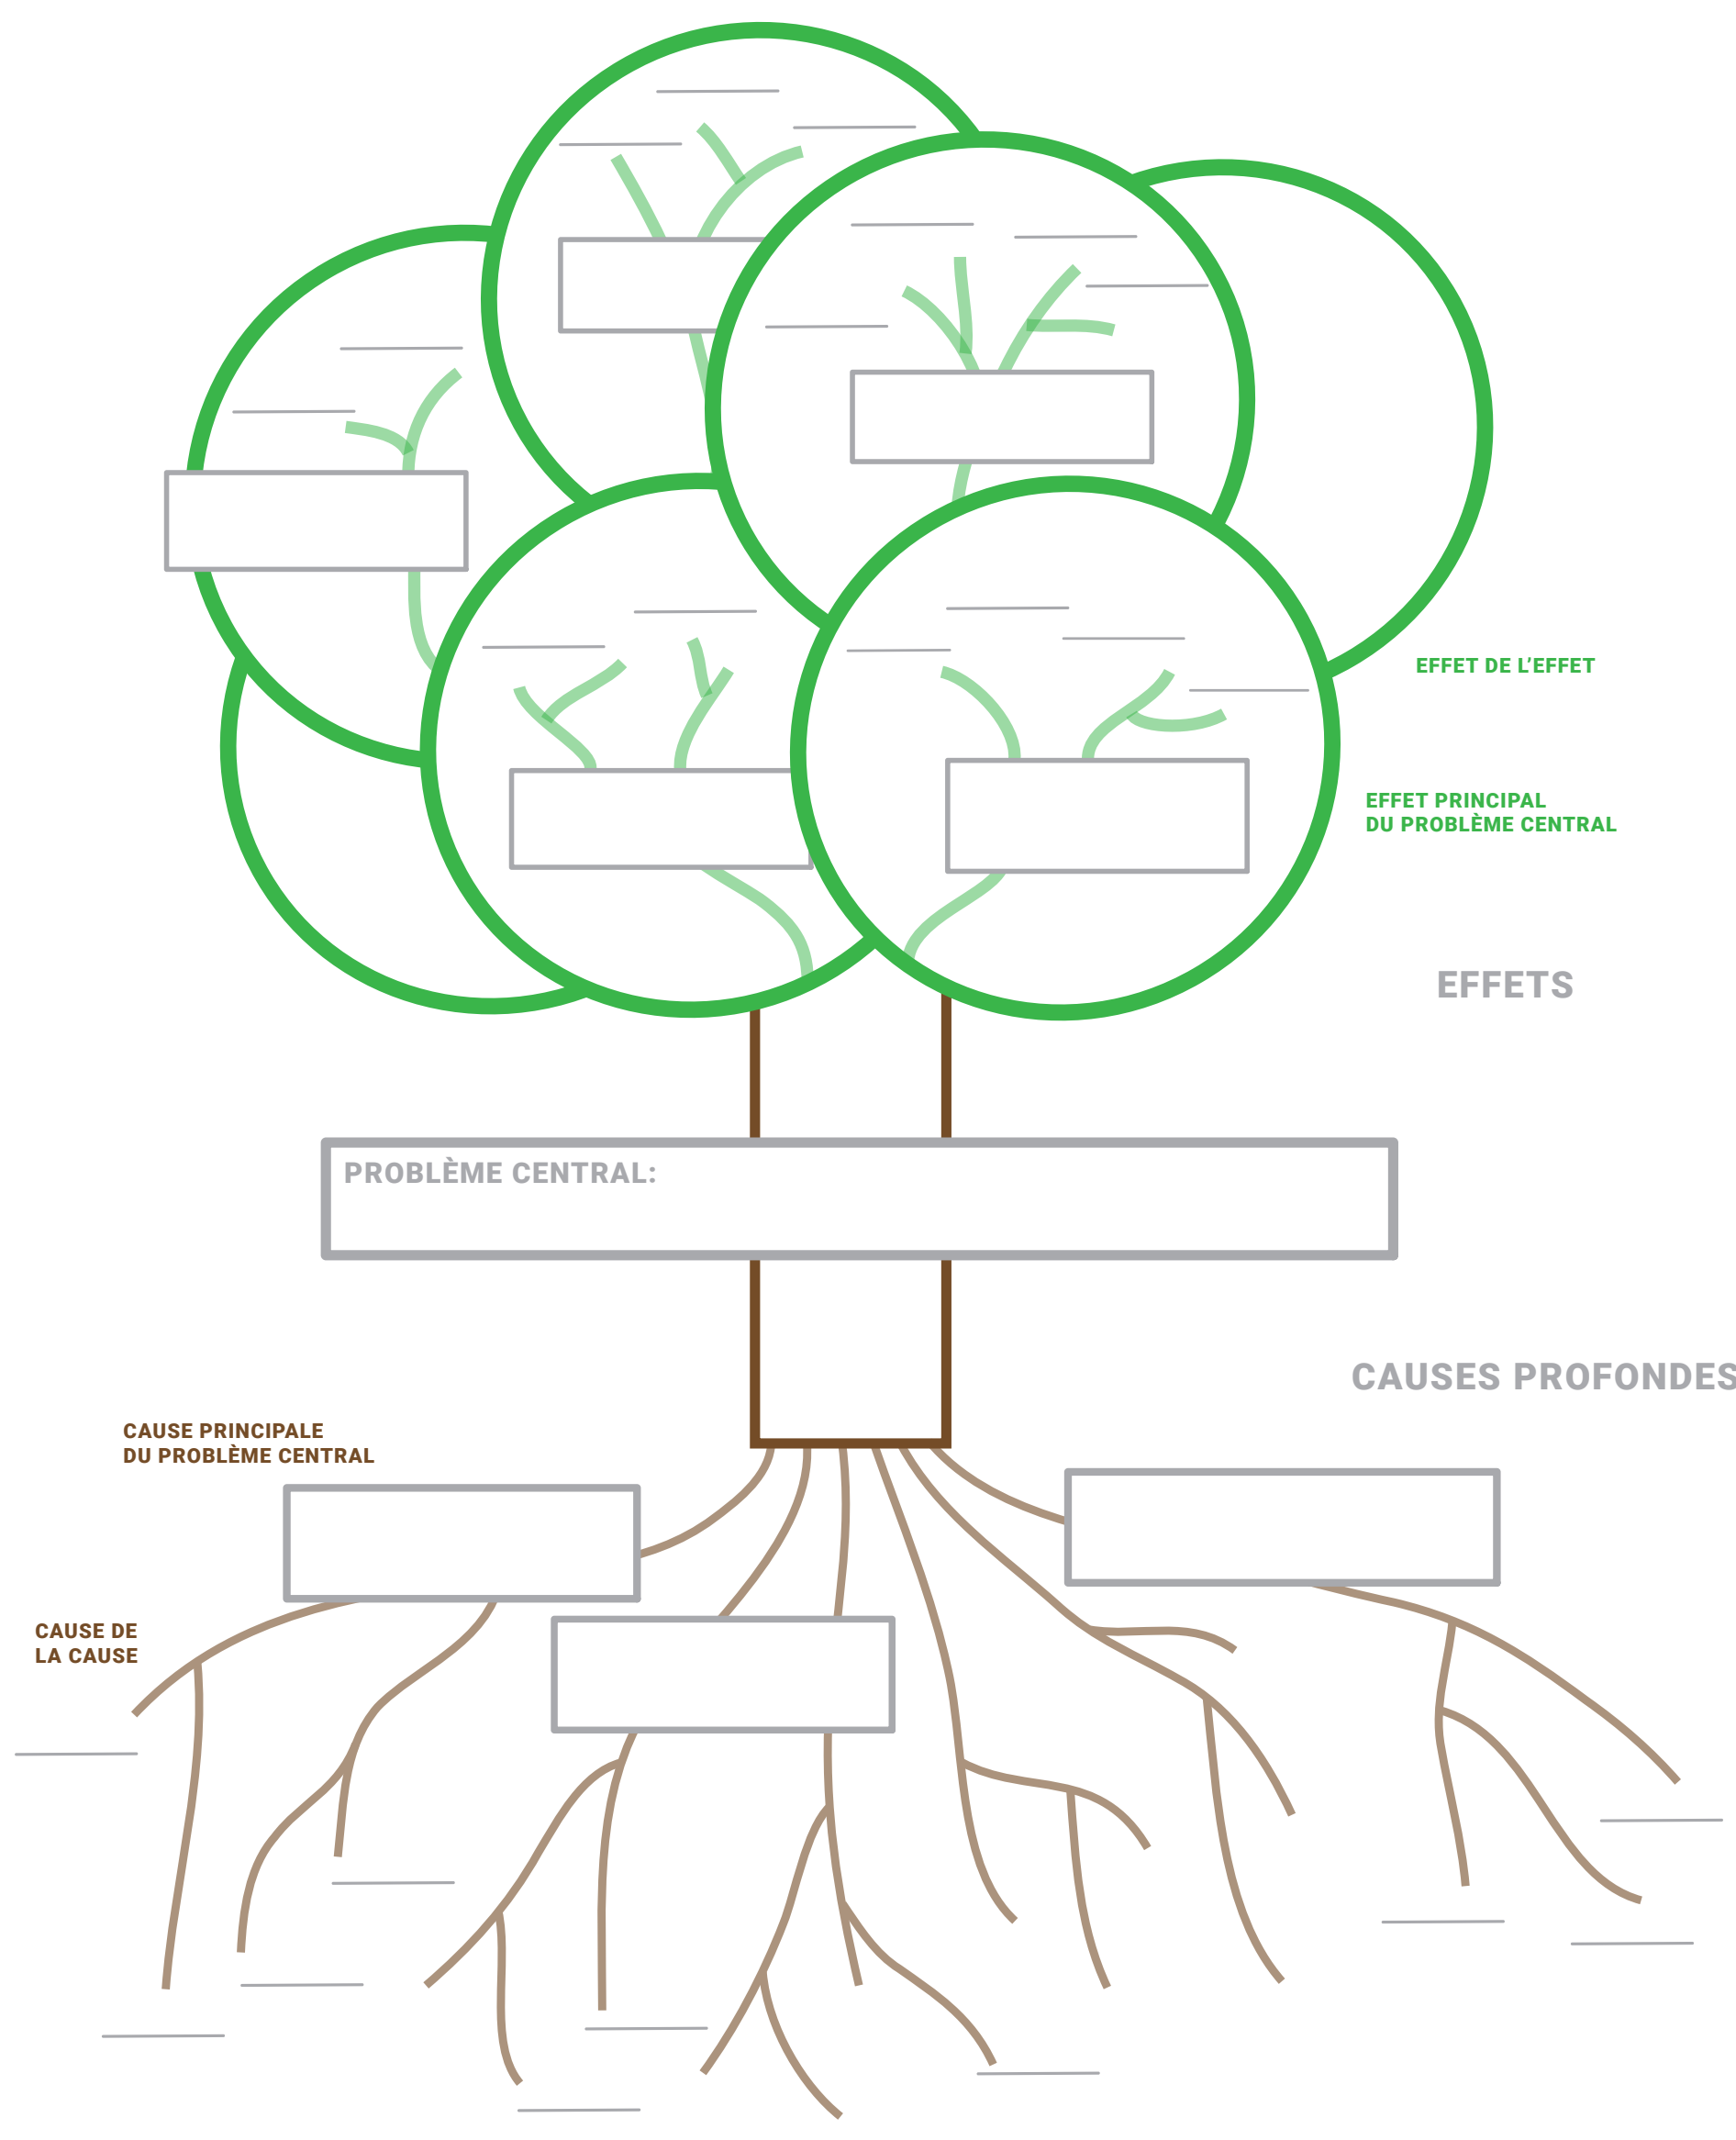 EFFET DE L’EFFET
EFFET PRINCIPAL
DU PROBLÈME CENTRAL
EFFETS
PROBLÈME CENTRAL:
CAUSES PROFONDES
CAUSE PRINCIPALE
DU PROBLÈME CENTRAL
CAUSE DE
LA CAUSE